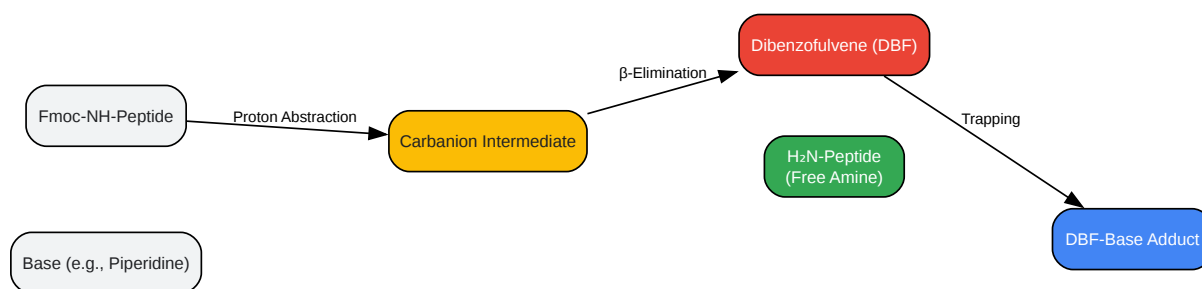 Fmoc-NH-Peptide
Proton Abstraction
Carbanion Intermediate
β-Elimination
Dibenzofulvene (DBF)
Trapping
H₂N-Peptide
(Free Amine)
DBF-Base Adduct
Base (e.g., Piperidine)